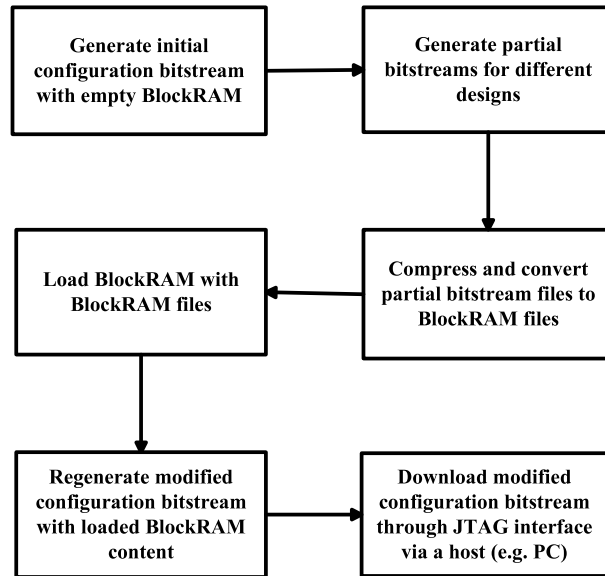 Generate initial
configuration bitstream
with empty BlockRAM
Generate partial
bitstreams for different
designs
Compress and convert
partial bitstream files to
BlockRAM files
Load BlockRAM with
BlockRAM files
Regenerate modified
configuration bitstream
with loaded BlockRAM
content
Download modified
configuration bitstream
through JTAG interface
via a host (e.g. PC)